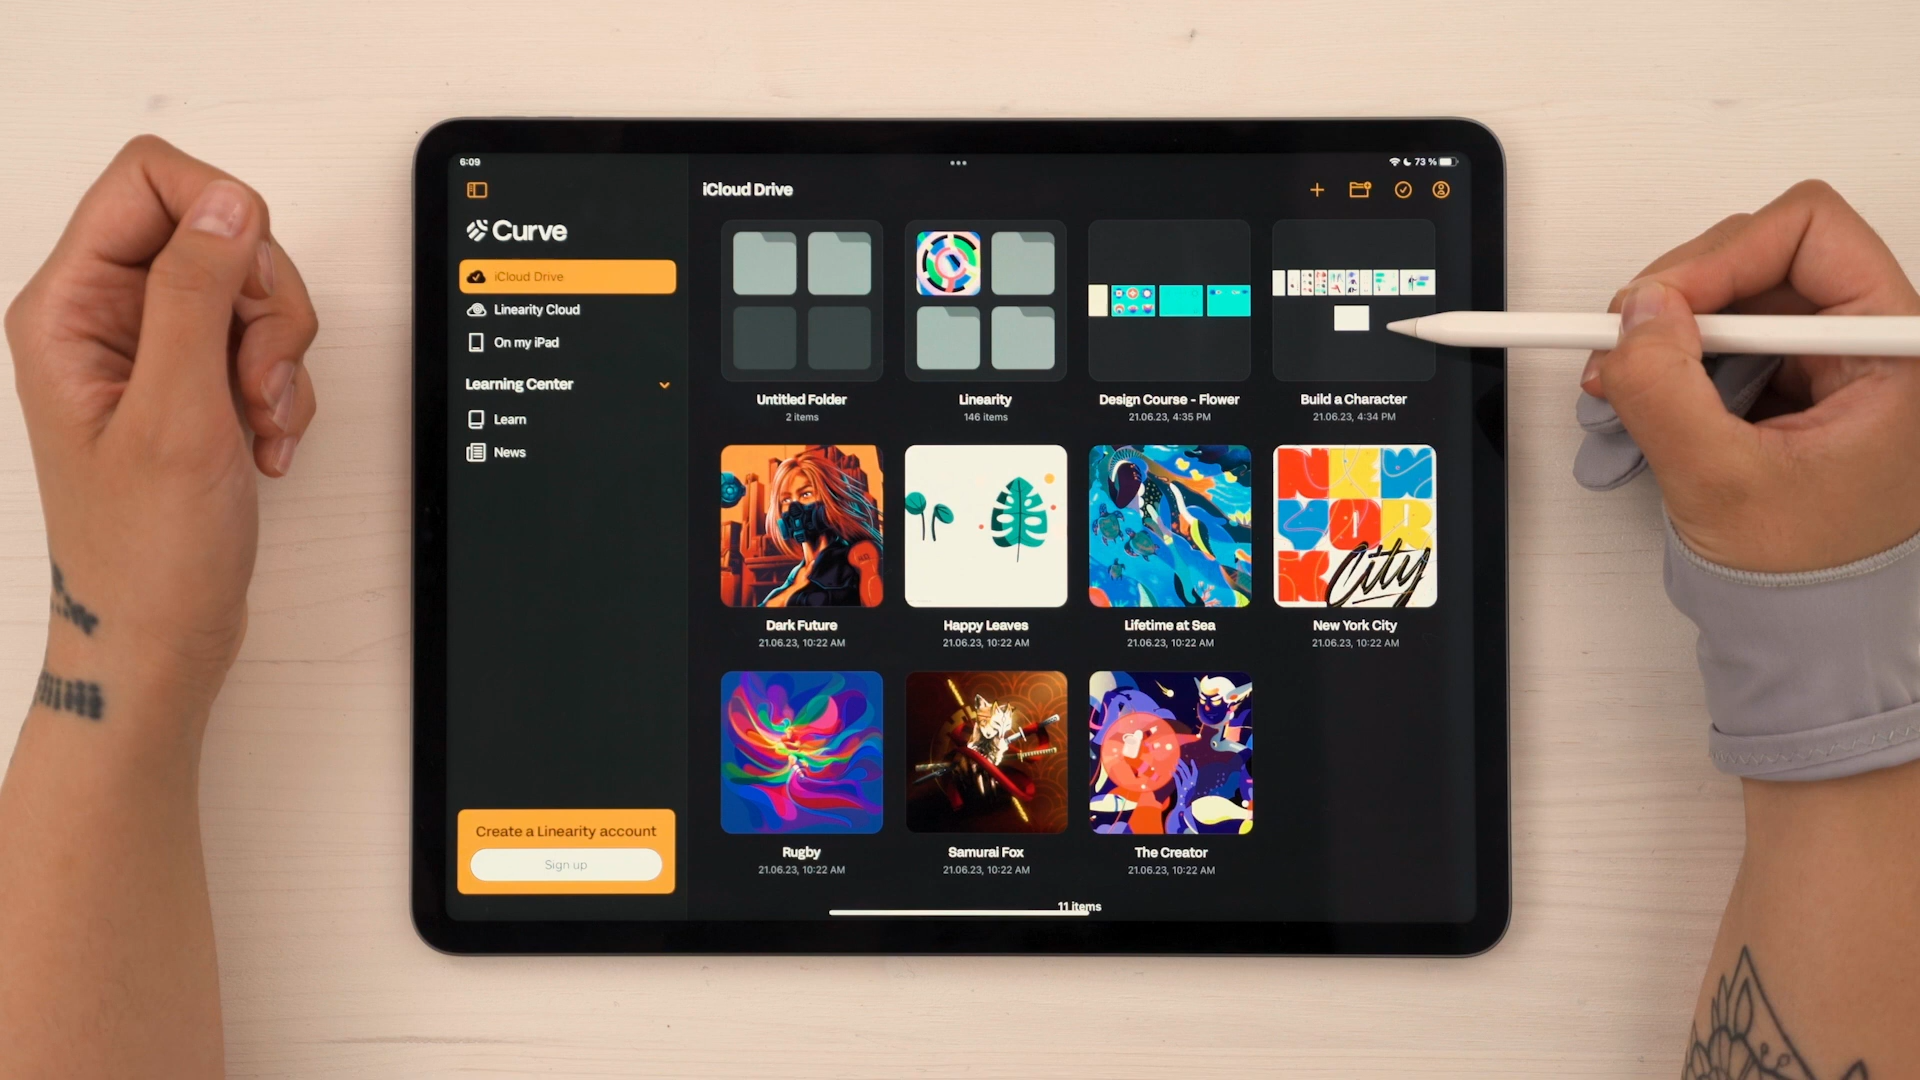 6:09
73 %
iCloud Drive
Curve
iCloud Drive
Linearity Cloud
On my iPad
Learning Center
Learn
News
Create a Linearity account
Sign up
Untitled Folder
2 items
Linearity
146 items
Design Course - Flower
21.06.23, 4:35 PM
Build a Character
21.06.23, 4:34 PM
NEW
YOR
K City
Dark Future
21.06.23, 10:22 AM
Happy Leaves
21.06.23, 10:22 AM
Lifetime at Sea
21.06.23, 10:22 AM
New York City
21.06.23, 10:22 AM
Rugby
21.06.23, 10:22 AM
Samurai Fox
21.06.23, 10:22 AM
The Creator
21.06.23, 10:22 AM
11 items